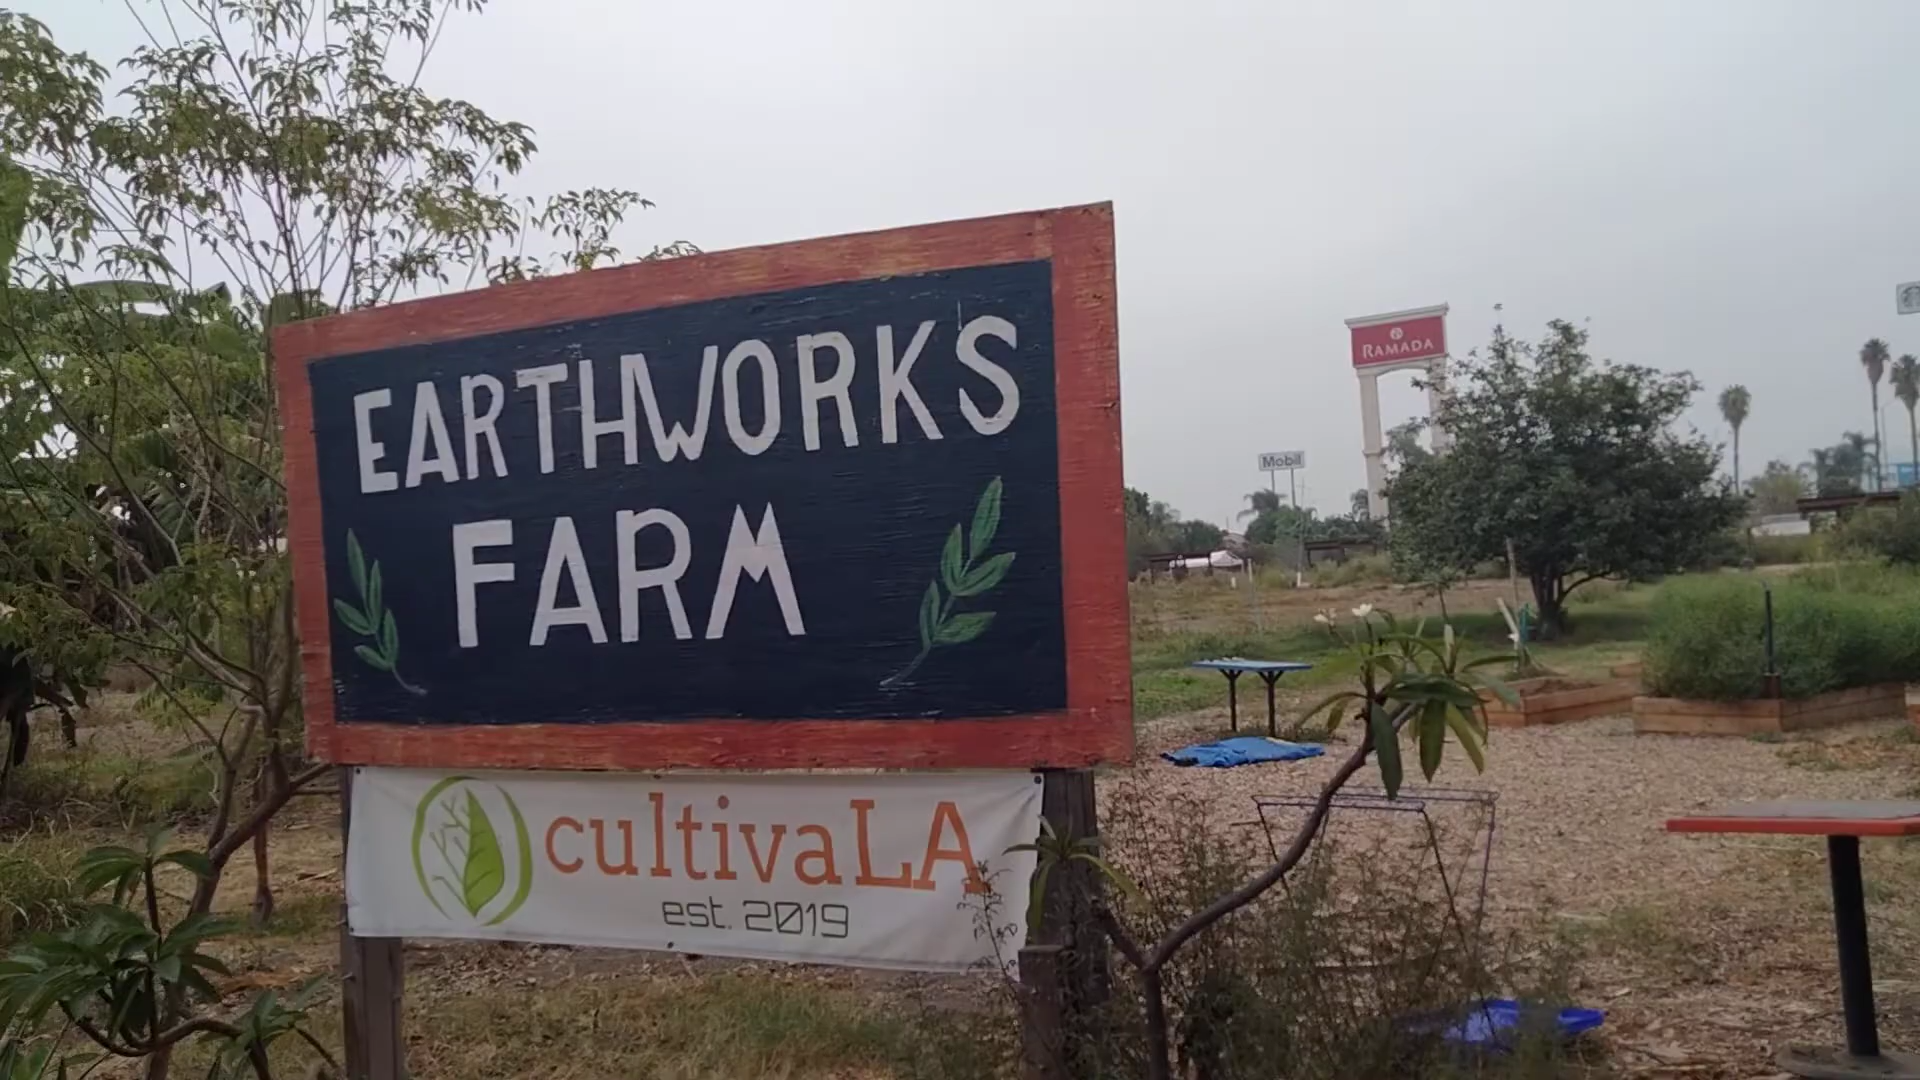 EARTHWORKS
FARM
cultivaLA
est. 2019
RAMADA
Mobil